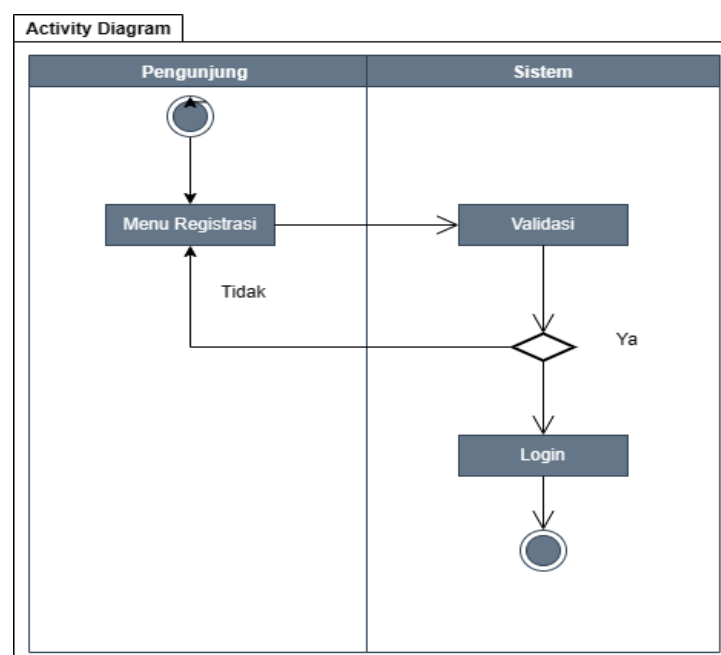 Activity Diagram
Pengunjung
Sistem
Menu Registrasi
Validasi
Tidak
Ya
Login